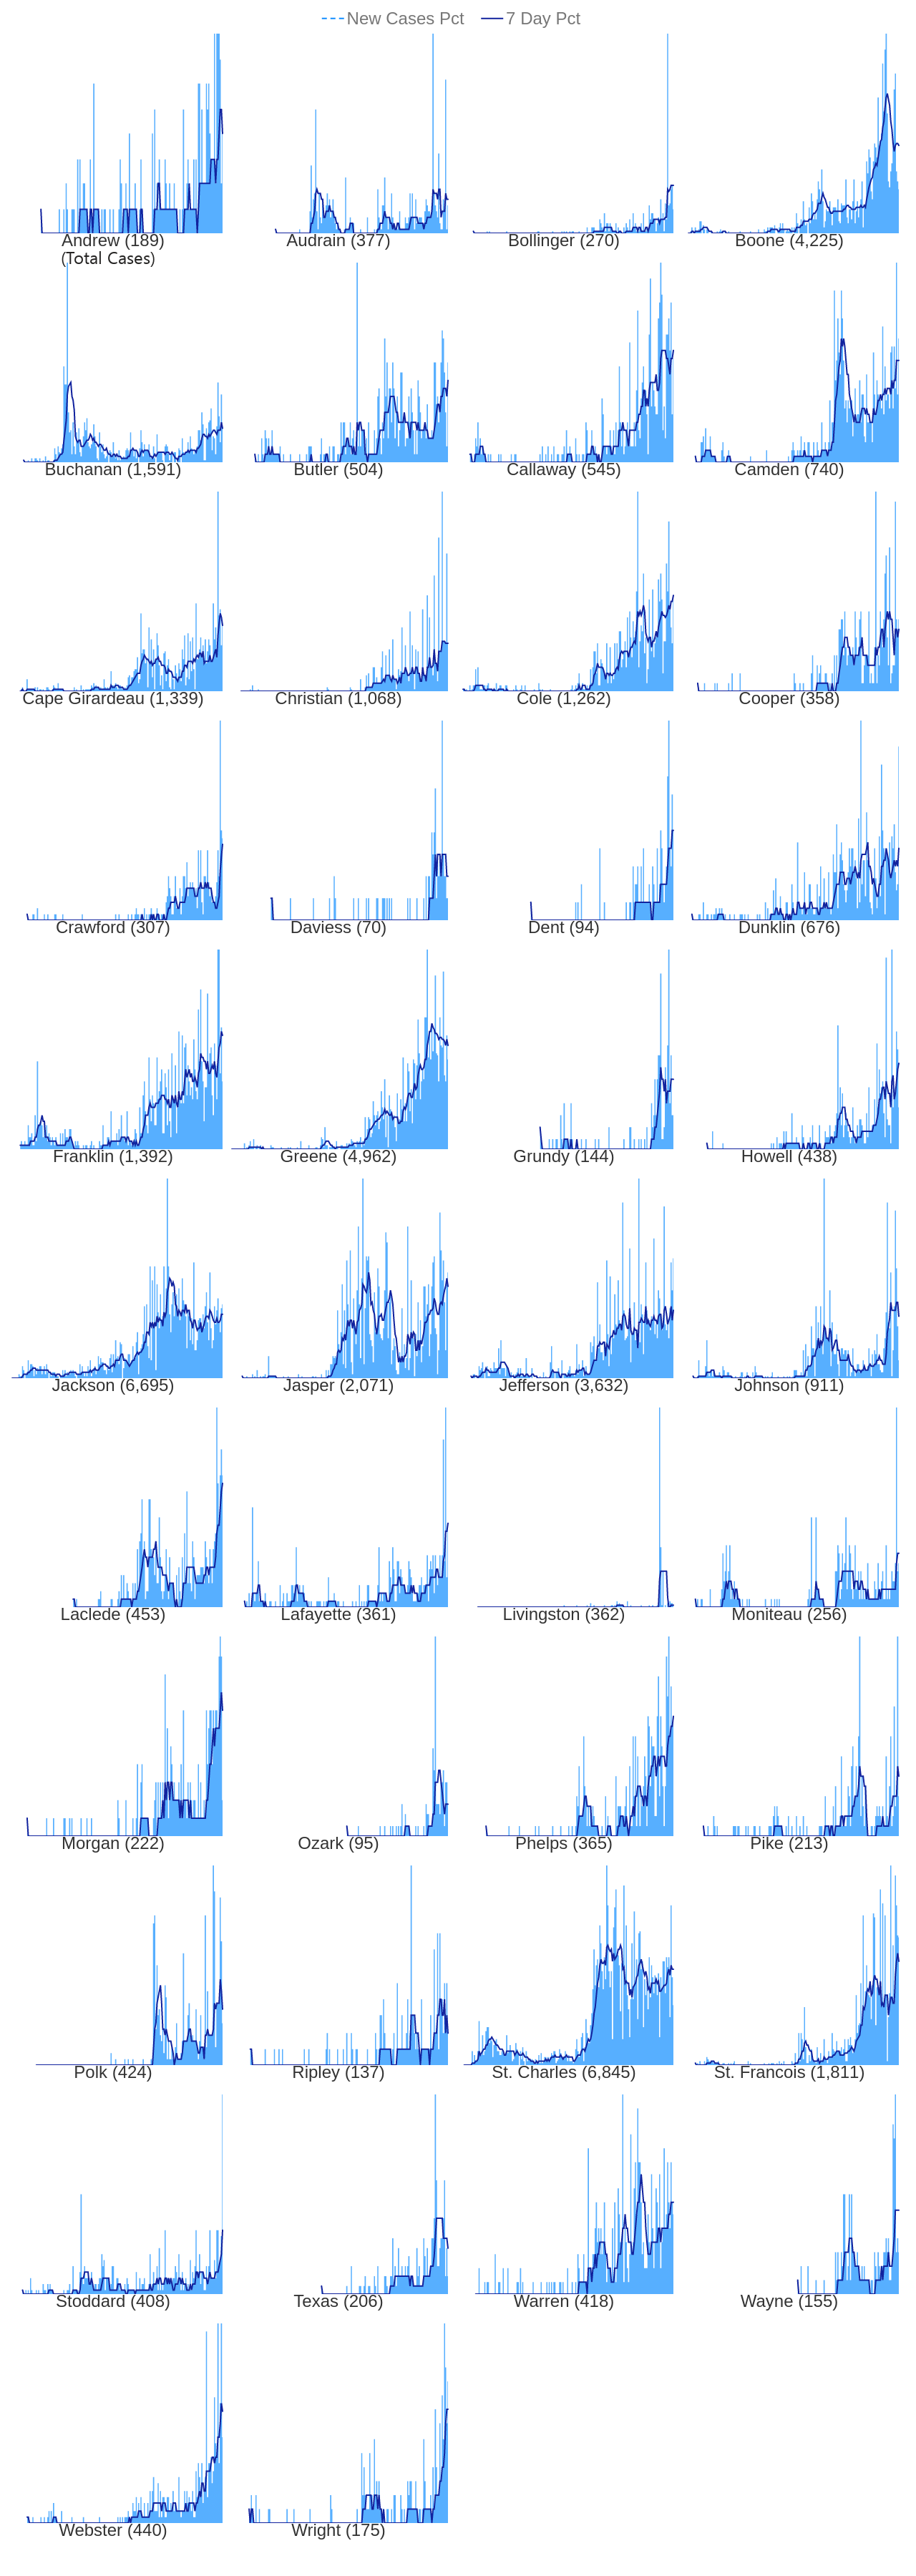 New Cases Pct 7 Day Pct
Andrew (189) Audrain (377) Bollinger (270) Boone (4,225)
(Total Cases)
Buchanan (1,591) Butler (504) Callaway (545) Camden (740)
Cape Girardeau (1,339) Christian (1,068) Cole (1,262) Cooper (358)
Crawford (307) Daviess (70) Dent (94) Dunklin (676)
Franklin (1,392) Greene (4,962) Grundy (144) Howell (438)
Jackson (6,695) Jasper (2,071) Jefferson (3,632) Johnson (911)
Laclede (453) Lafayette (361) Livingston (362) Moniteau (256)
Morgan (222) Ozark (95) Phelps (365) Pike (213)
Polk (424) Ripley (137) St. Charles (6,845) St. Francois (1,811)
Stoddard (408) Texas (206) Warren (418) Wayne (155)
Webster (440) Wright (175)